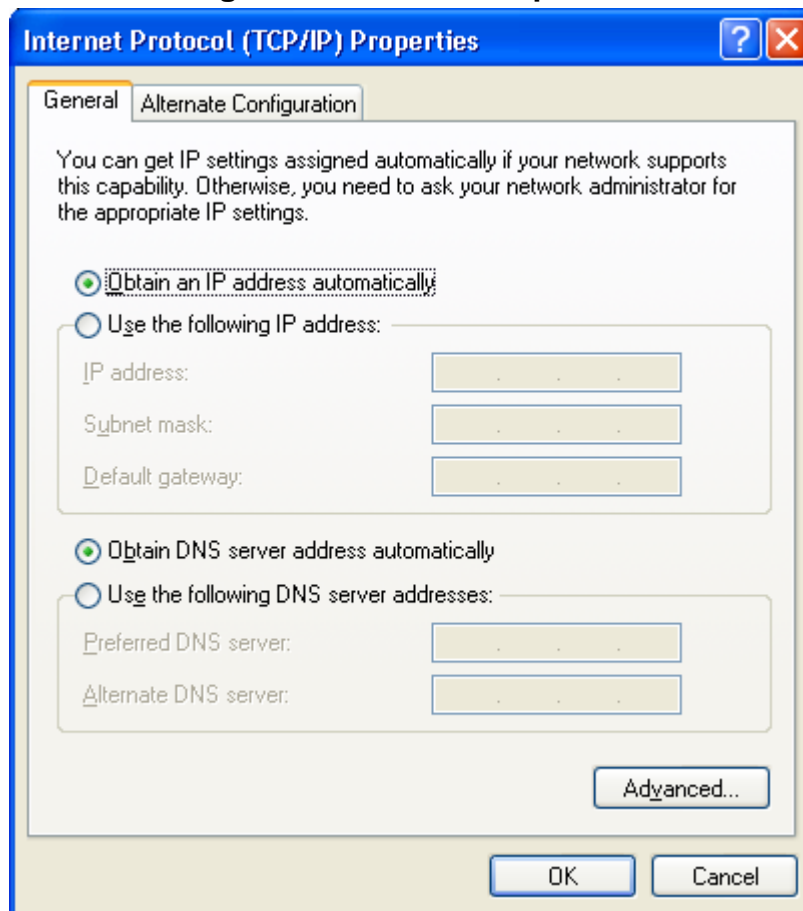 Internet Protocol (TCP/IP) Properties
General
Alternate Configuration
You can get IP settings assigned automatically if your network supports
this capability. Otherwise, you need to ask your network administrator for
the appropriate IP settings.
Obtain an IP address automatically
Use the following IP address:
IP address:
Subnet mask:
Default gateway:
Obtain DNS server address automatically
Use the following DNS server addresses:
Preferred DNS server:
Alternate DNS server:
Advanced...
OK
Cancel